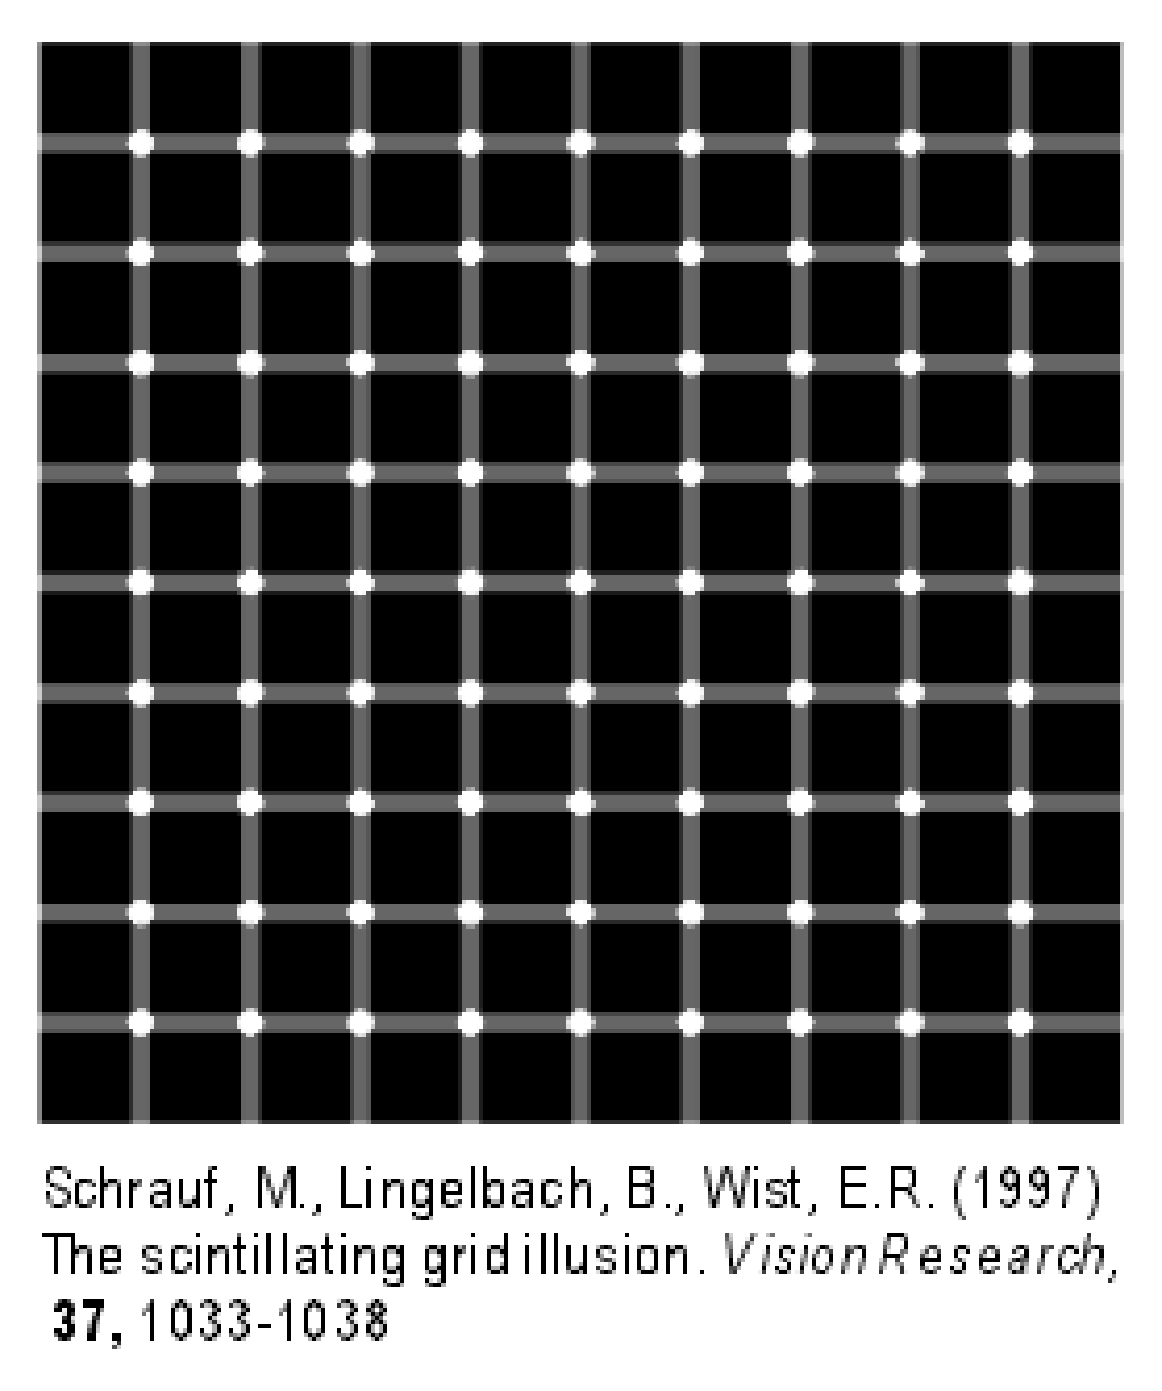 Schrauf, M., Lingelbach, B., Wist, E.R. (1997)
The scintillating grid illusion. Vision Research,
37, 1033-1038